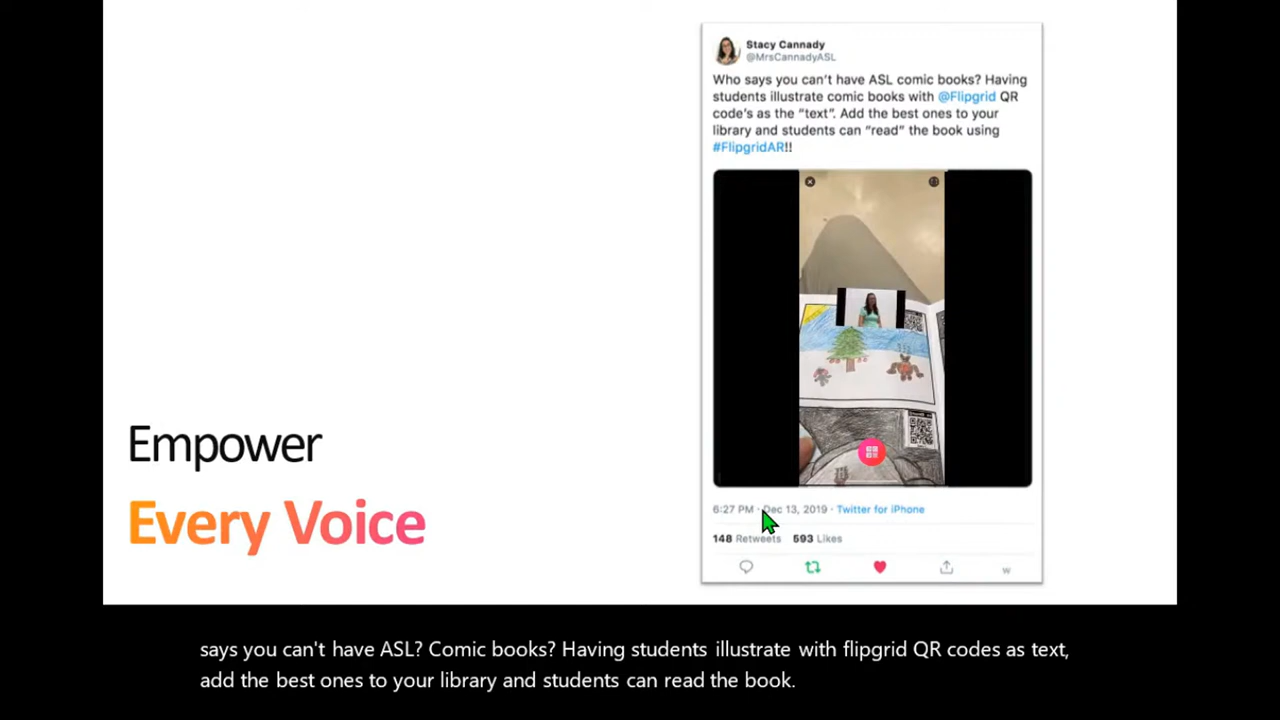 Stacy Cannady
@MrsCannadyASL
Who says you can't have ASL comic books? Having
students illustrate comic books with @Flipgrid QR
code's as the "text". Add the best ones to your
library and students can "read" the book using
#FlipgridAR!!
Empower
Every Voice
6:27 PM · Dec 13, 2019 · Twitter for iPhone
148 Retweets 593 Likes
says you can't have ASL? Comic books? Having students illustrate with flipgrid QR codes as text,
add the best ones to your library and students can read the book.